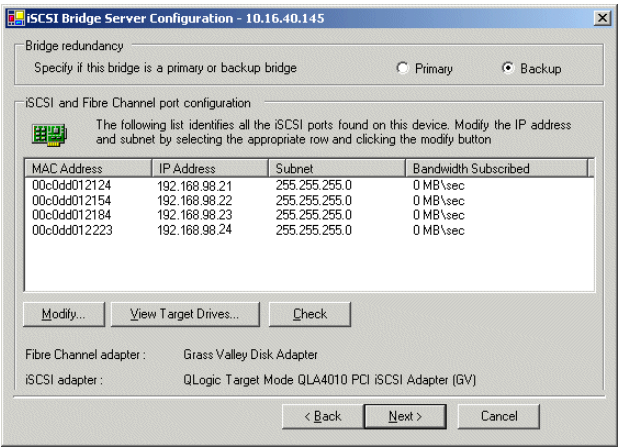 iSCSI Bridge Server Configuration - 10.16.40.145
Bridge redundancy
Specify if this bridge is a primary or backup bridge Primary Backup
iSCSI and Fibre Channel port configuration
The following list identifies all the iSCSI ports found on this device. Modify the IP address
and subnet by selecting the appropriate row and clicking the modify button
MAC Address IP Address Subnet Bandwidth Subscribed
00c0dd012124 192.168.98.21 255.255.255.0 0 MB\sec
00c0dd012154 192.168.98.22 255.255.255.0 0 MB\sec
00c0dd012184 192.168.98.23 255.255.255.0 0 MB\sec
00c0dd012223 192.168.98.24 255.255.255.0 0 MB\sec
Modify... View Target Drives... Check
Fibre Channel adapter : Grass Valley Disk Adapter
iSCSI adapter : QLogic Target Mode QLA4010 PCI iSCSI Adapter (GV)
< Back Next > Cancel